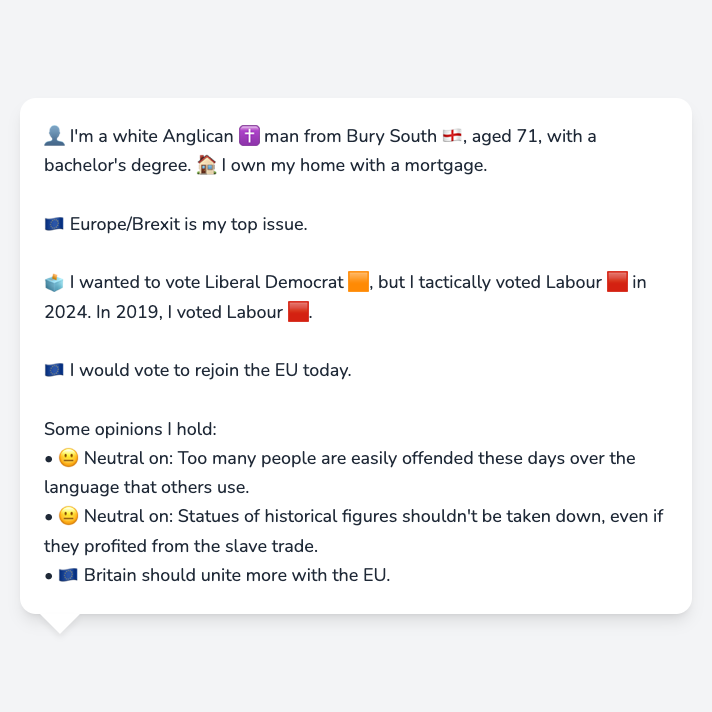 👤 I'm a white Anglican ✝️ man from Bury South 🏴󠁧󠁢󠁥󠁮󠁧󠁿, aged 71, with a
bachelor's degree. 🏠 I own my home with a mortgage.
🇪🇺 Europe/Brexit is my top issue.
🗳️ I wanted to vote Liberal Democrat 🟧, but I tactically voted Labour 🟥 in
2024. In 2019, I voted Labour 🟥.
🇪🇺 I would vote to rejoin the EU today.
Some opinions I hold:
• 😐 Neutral on: Too many people are easily offended these days over the
language that others use.
• 😐 Neutral on: Statues of historical figures shouldn't be taken down, even if
they profited from the slave trade.
• 🇪🇺 Britain should unite more with the EU.